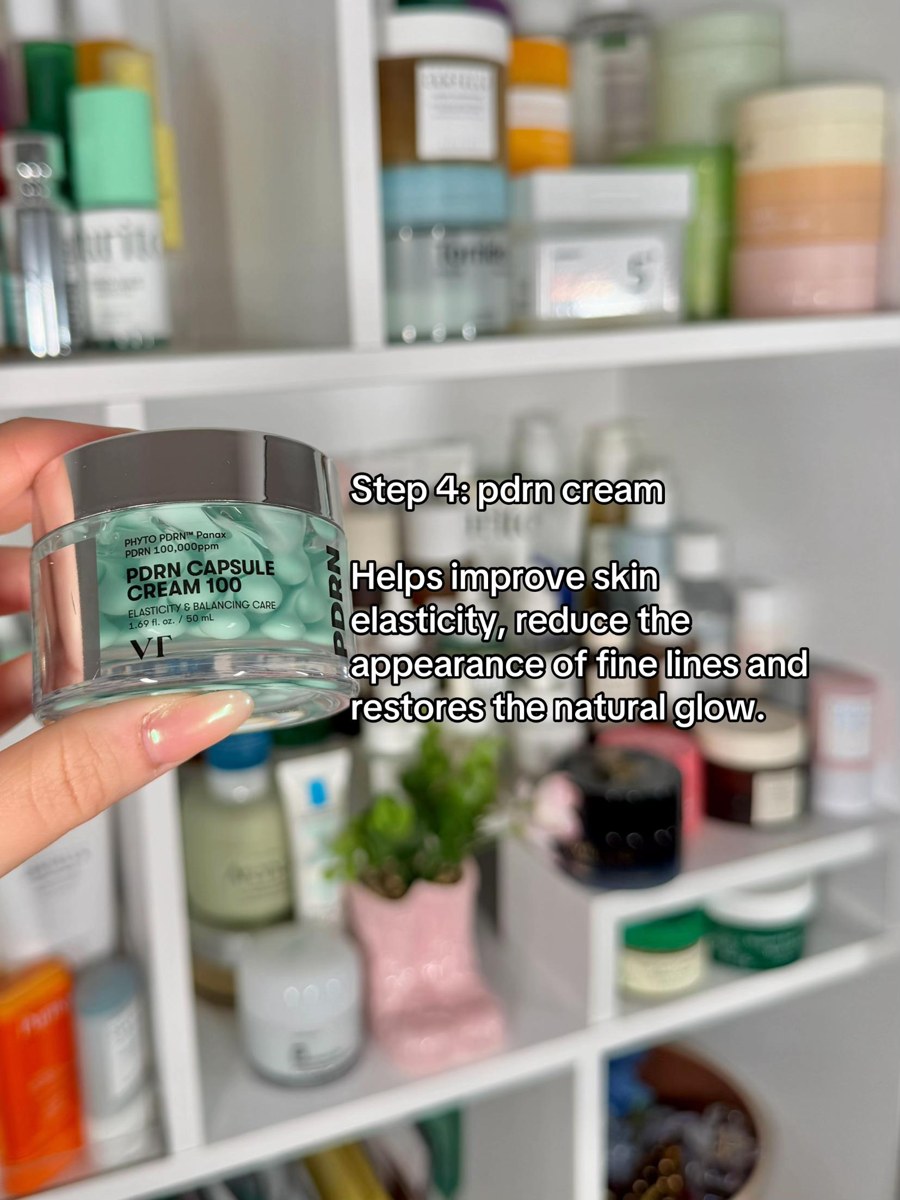 PHYTO PDRN™ Panax
PDRN 100,000ppm
PDRN CAPSULE
CREAM 100
ELASTICITY & BALANCING CARE
1.69 fl. oz. / 50 mL
VT
PDRN
Step 4: pdrn cream
Helps improve skin
elasticity, reduce the
appearance of fine lines and
restores the natural glow.